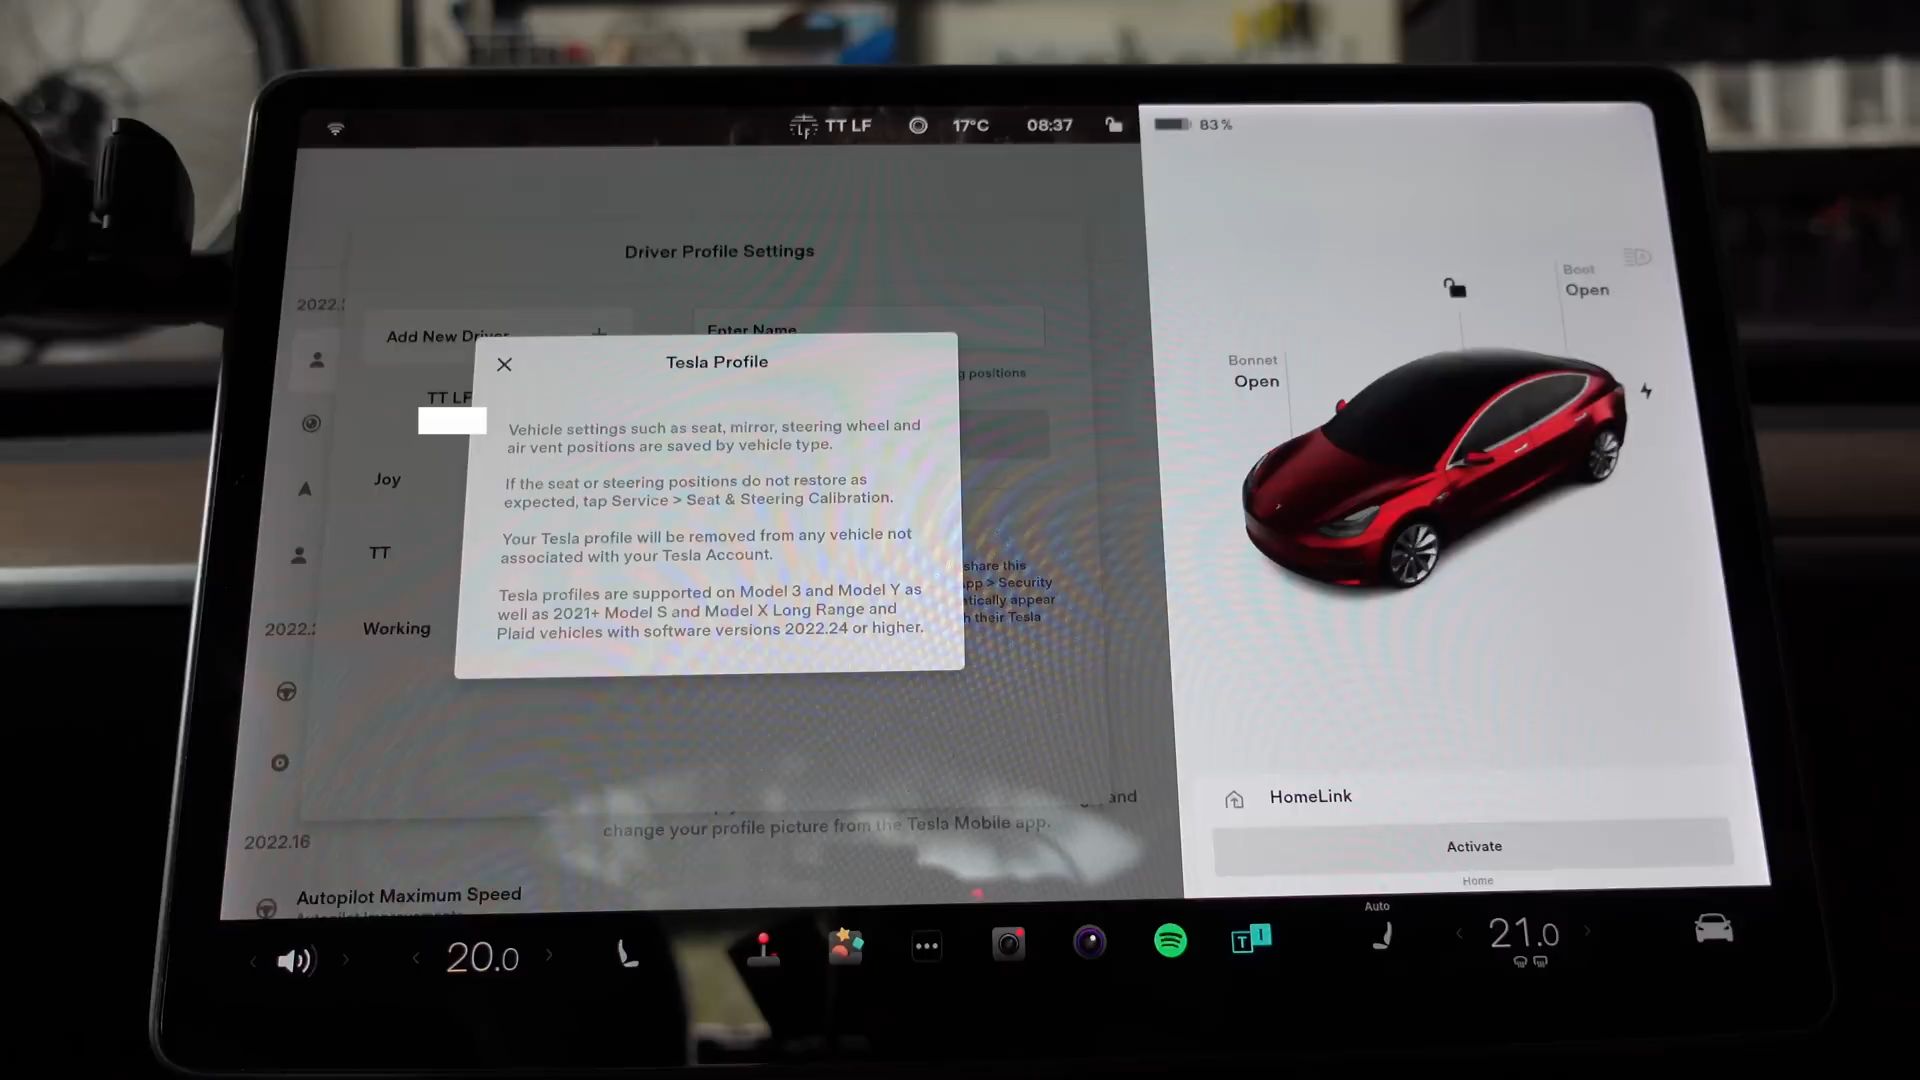 TT LF 17°C 08:37
83%
Driver Profile Settings
2022.
Add New Driver
Enter Name
positions
TT LF
Joy
TT
2022.
Working
Tesla Profile
Vehicle settings such as seat, mirror, steering wheel and
air vent positions are saved by vehicle type.
If the seat or steering positions do not restore as
expected, tap Service > Seat & Steering Calibration.
Your Tesla profile will be removed from any vehicle not
associated with your Tesla Account.
Tesla profiles are supported on Model 3 and Model Y as
well as 2021+ Model S and Model X Long Range and
Plaid vehicles with software versions 2022.24 or higher.
share this
> Security
appear
their Tesla
and
change your profile picture from the Tesla Mobile app.
2022.16
Autopilot Maximum Speed
Boot
Open
Bonnet
Open
HomeLink
Activate
Home
20.0
Auto
21.0